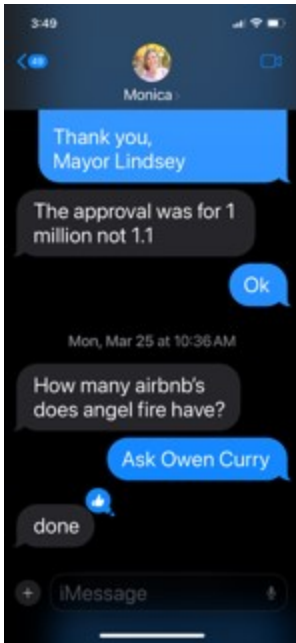 3:49
49
Monica
Thank you,
Mayor Lindsey
The approval was for 1
million not 1.1
Ok
Mon, Mar 25 at 10:36 AM
How many airbnb's
does angel fire have?
Ask Owen Curry
done
iMessage